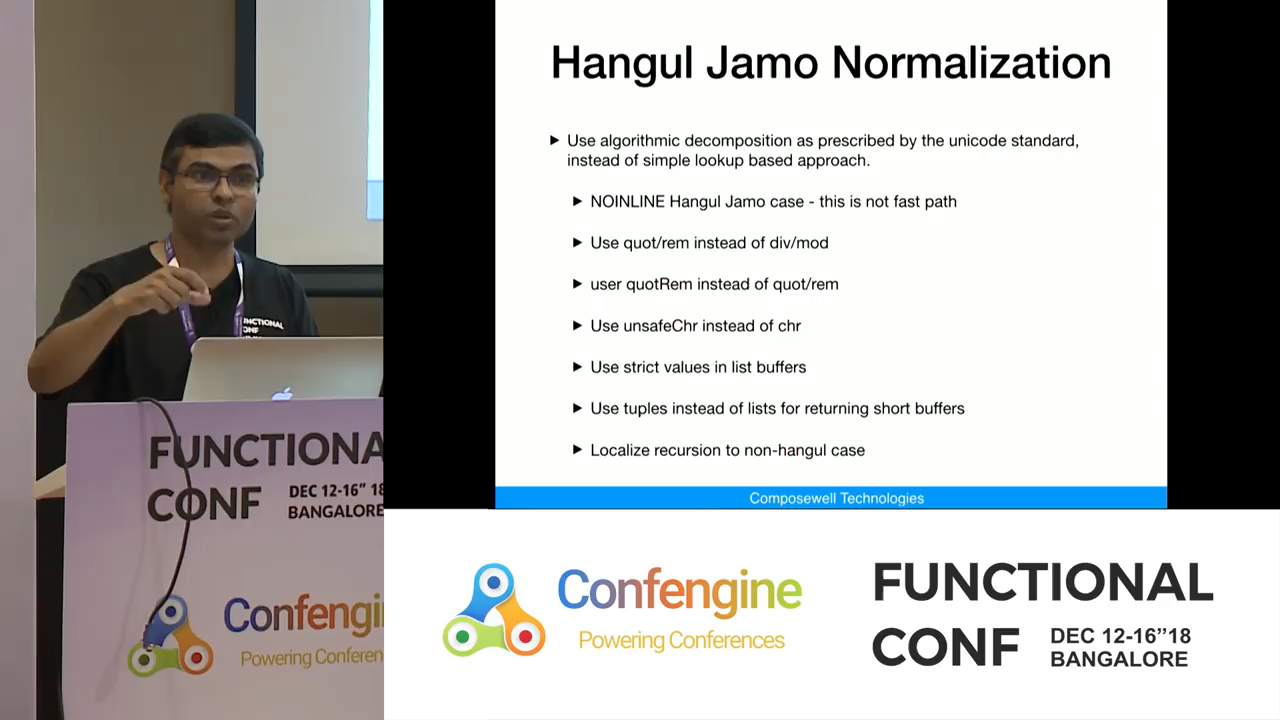 Hangul Jamo Normalization
Use algorithmic decomposition as prescribed by the unicode standard,
instead of simple lookup based approach.
NOINLINE Hangul Jamo case - this is not fast path
Use quot/rem instead of div/mod
user quotRem instead of quot/rem
Use unsafeChr instead of chr
Use strict values in list buffers
Use tuples instead of lists for returning short buffers
Localize recursion to non-hangul case
Composewell Technologies
FUNCTIONAL
CONF
FUNCTIONA
CONF DEC 12-16" 18
BANGALORE
Confengin
Powering Conferen
Confengine
Powering Conferences
FUNCTIONAL
CONF DEC 12-16"18
BANGALORE